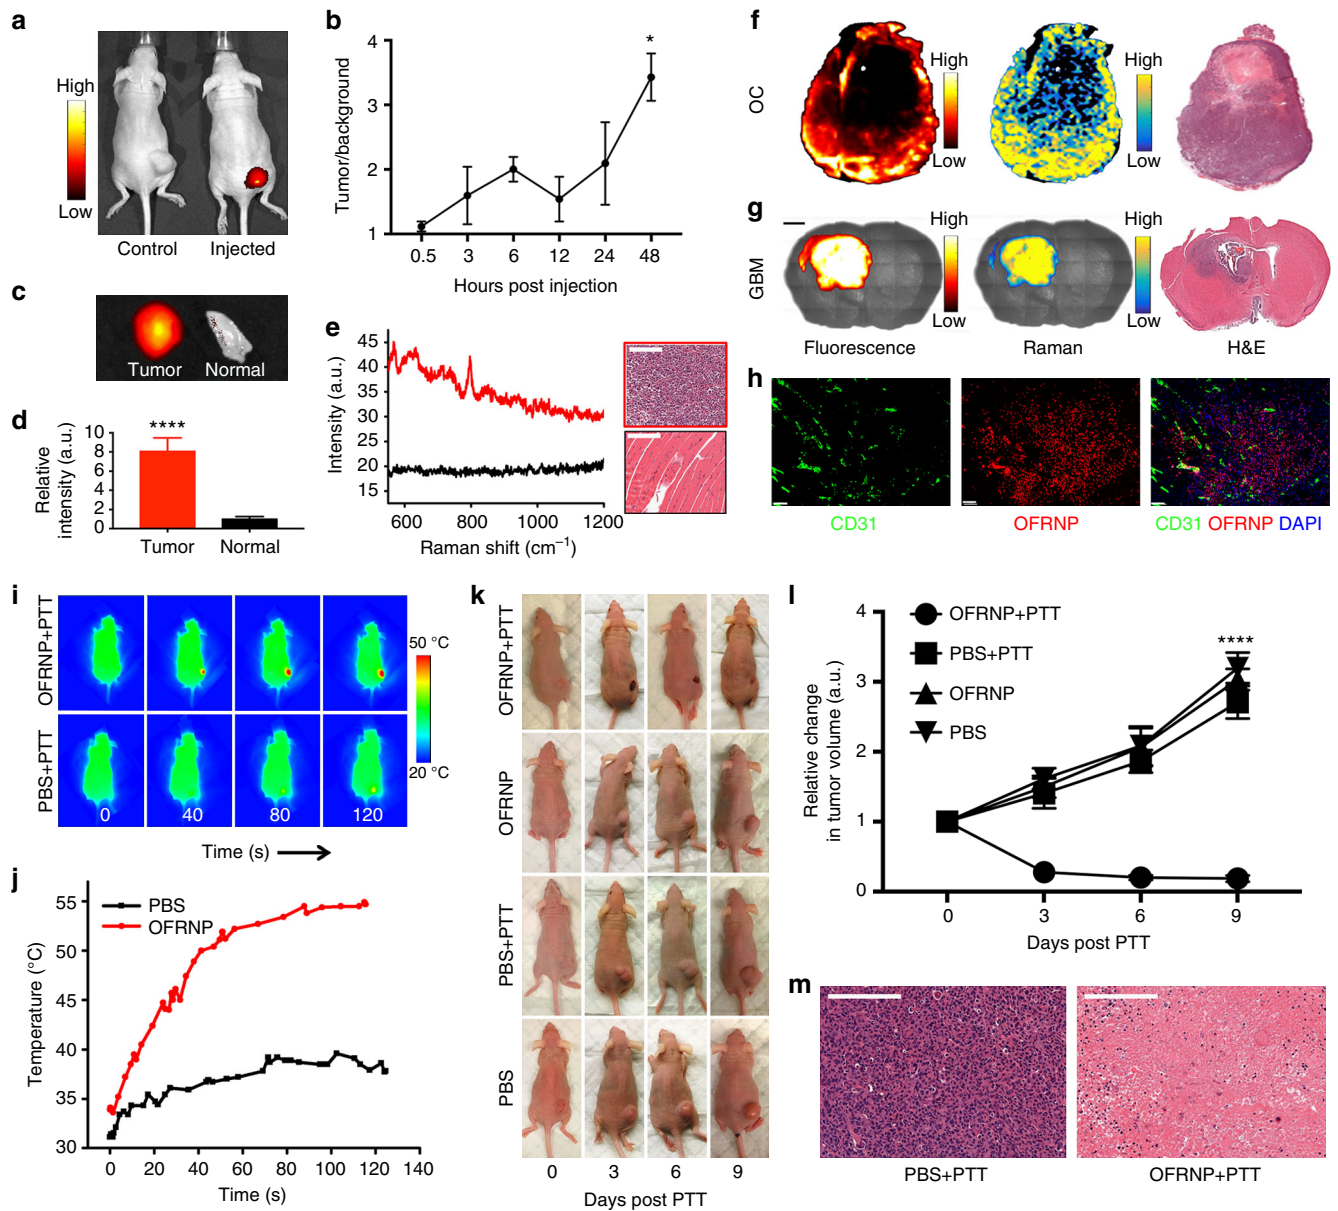 a
High
Low
Control
Injected
b
Tumor/background
4
3
2
1
0.5
3
6
12
24
48
*
Hours post injection
c
Tumor
Normal
d
Relative
intensity (a.u.)
10
8
6
4
2
0
****
Tumor
Normal
e
Intensity (a.u.)
45
40
35
30
20
15
600
800
1000
1200
Raman shift (cm⁻¹)
f
OC
High
Low
High
Low
g
GBM
High
Low
High
Low
Fluorescence
Raman
H&E
h
CD31
OFRNP
CD31 OFRNP DAPI
i
OFRNP+PTT
PBS+PTT
0
40
80
120
50 °C
20 °C
Time (s)
j
Temperature (°C)
55
50
45
40
35
30
PBS
OFRNP
0
20
40
60
80
100
120
140
Time (s)
k
OFRNP+PTT
OFRNP
PBS+PTT
PBS
0
3
6
9
Days post PTT
l
Relative change
in tumor volume (a.u.)
4
3
2
1
0
OFRNP+PTT
PBS+PTT
OFRNP
PBS
****
0
3
6
9
Days post PTT
m
PBS+PTT
OFRNP+PTT